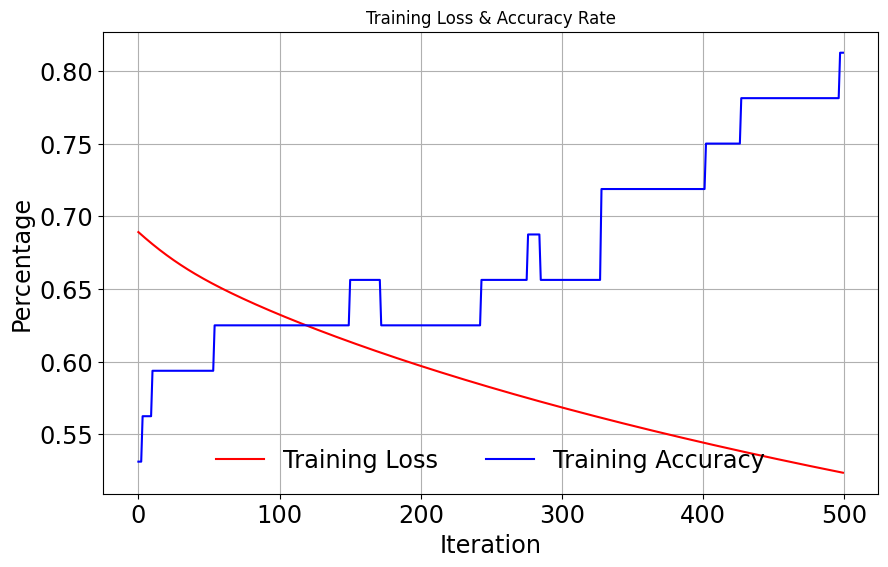 Training Loss & Accuracy Rate
Percentage
0.80
0.75
0.70
0.65
0.60
0.55
Training Loss Training Accuracy
0 100 200 300 400 500
Iteration